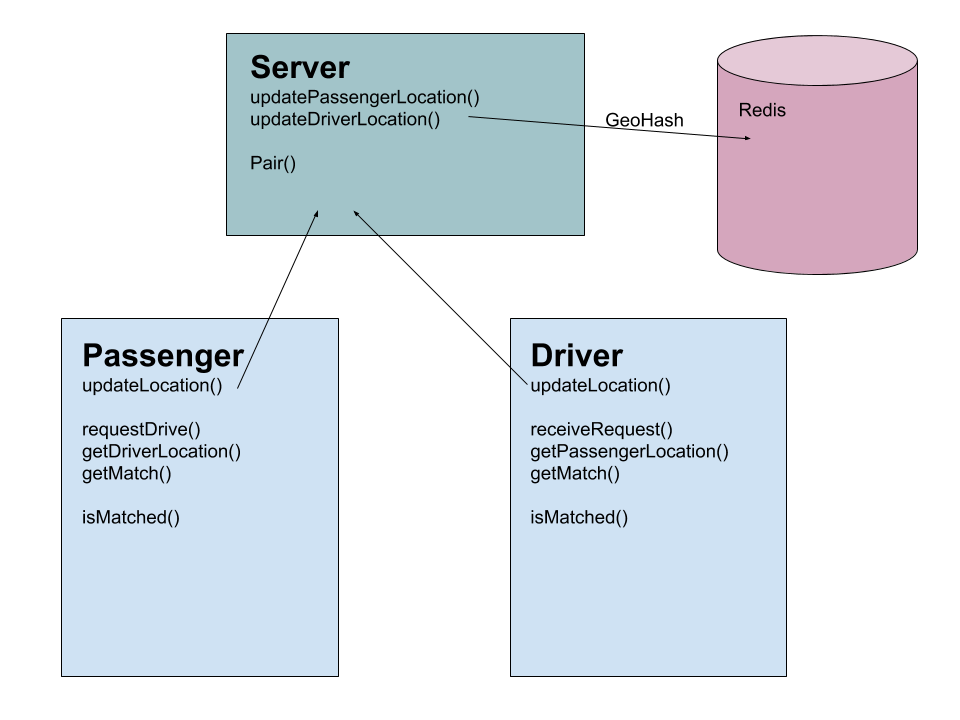 Server
updatePassengerLocation()
updateDriverLocation()
Pair()
GeoHash
Redis
Passenger
updateLocation()
requestDrive()
getDriverLocation()
getMatch()
isMatched()
Driver
updateLocation()
receiveRequest()
getPassengerLocation()
getMatch()
isMatched()